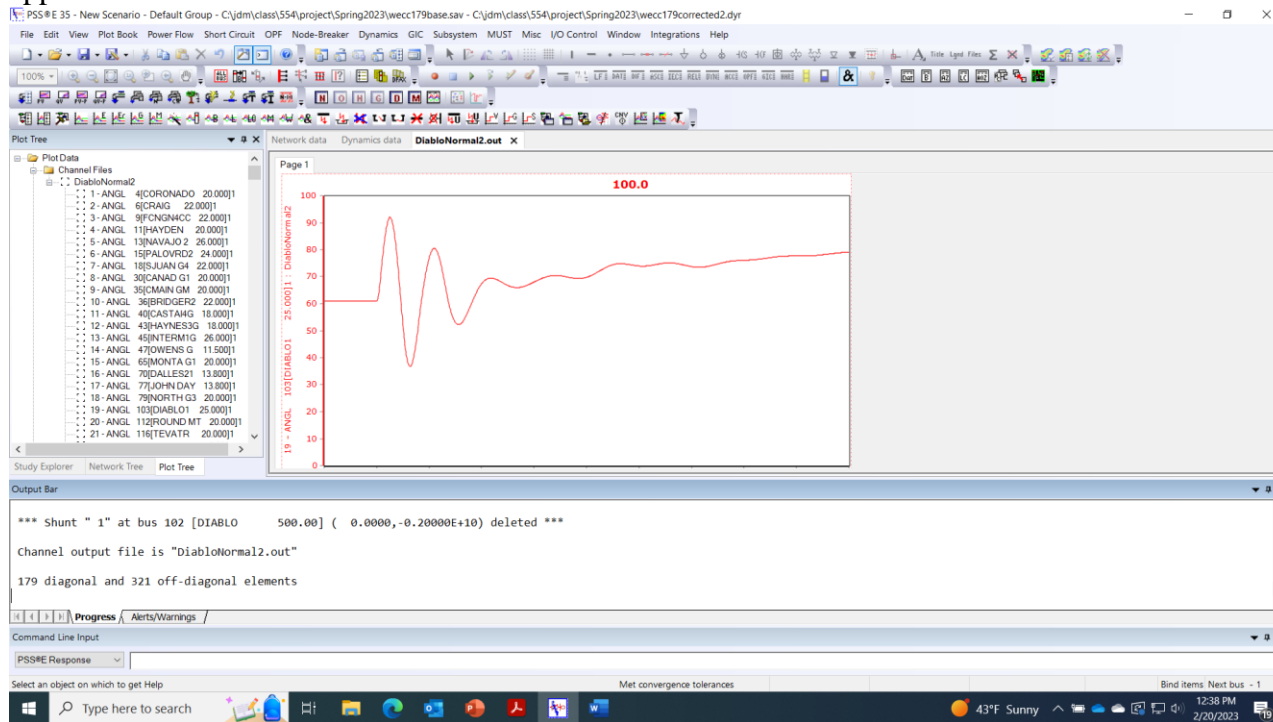 PSS®E 35 - New Scenario - Default Group - C:\jdm\class\554\project\Spring2023\wecc179base.sav - C:\jdm\class\554\project\Spring2023\wecc179corrected2.dyr
File Edit View Plot Book Power Flow Short Circuit OPF Node-Breaker Dynamics GIC Subsystem MUST Misc I/O Control Window Integrations Help
100%
Plot Tree
Network data Dynamics data DiabloNormal2.out X
Page 1
Plot Data
Channel Files
DiabloNormal2
1 - ANGL 4[CORONADO 20.000]1
2 - ANGL 6[CRAIG 22.000]1
3 - ANGL 9[FCNGN4CC 22.000]1
4 - ANGL 11[HAYDEN 20.000]1
5 - ANGL 13[NAVAJO 2 26.000]1
6 - ANGL 15[PALOVRD2 24.000]1
7 - ANGL 18[SJUAN G4 22.000]1
8 - ANGL 30[CANAD G1 20.000]1
9 - ANGL 35[CMAIN GM 20.000]1
10 - ANGL 36[BRIDGER2 22.000]1
11 - ANGL 40[CASTAI4G 18.000]1
12 - ANGL 43[HAYNES3G 18.000]1
13 - ANGL 45[INTERM1G 26.000]1
14 - ANGL 47[OWENS G 11.500]1
15 - ANGL 65[MONTA G1 20.000]1
16 - ANGL 70[DALLES21 13.800]1
17 - ANGL 77[JOHN DAY 13.800]1
18 - ANGL 79[NORTH G3 20.000]1
19 - ANGL 103[DIABLO1 25.000]1
20 - ANGL 112[ROUND MT 20.000]1
21 - ANGL 116[TEVATR 20.000]1
Study Explorer Network Tree Plot Tree
100.0
19 - ANGL 103[DIABLO1 25.000]1 : DiabloNormal2
100
90
80
70
60
50
40
30
20
10
0
Output Bar
*** Shunt " 1" at bus 102 [DIABLO 500.00] ( 0.0000,-0.20000E+10) deleted ***
Channel output file is "DiabloNormal2.out"
179 diagonal and 321 off-diagonal elements
Progress Alerts/Warnings
Command Line Input
PSS®E Response
Select an object on which to get Help
Met convergence tolerances
Bind items Next bus - 1
Type here to search
43°F Sunny
12:38 PM
2/20/2023
19